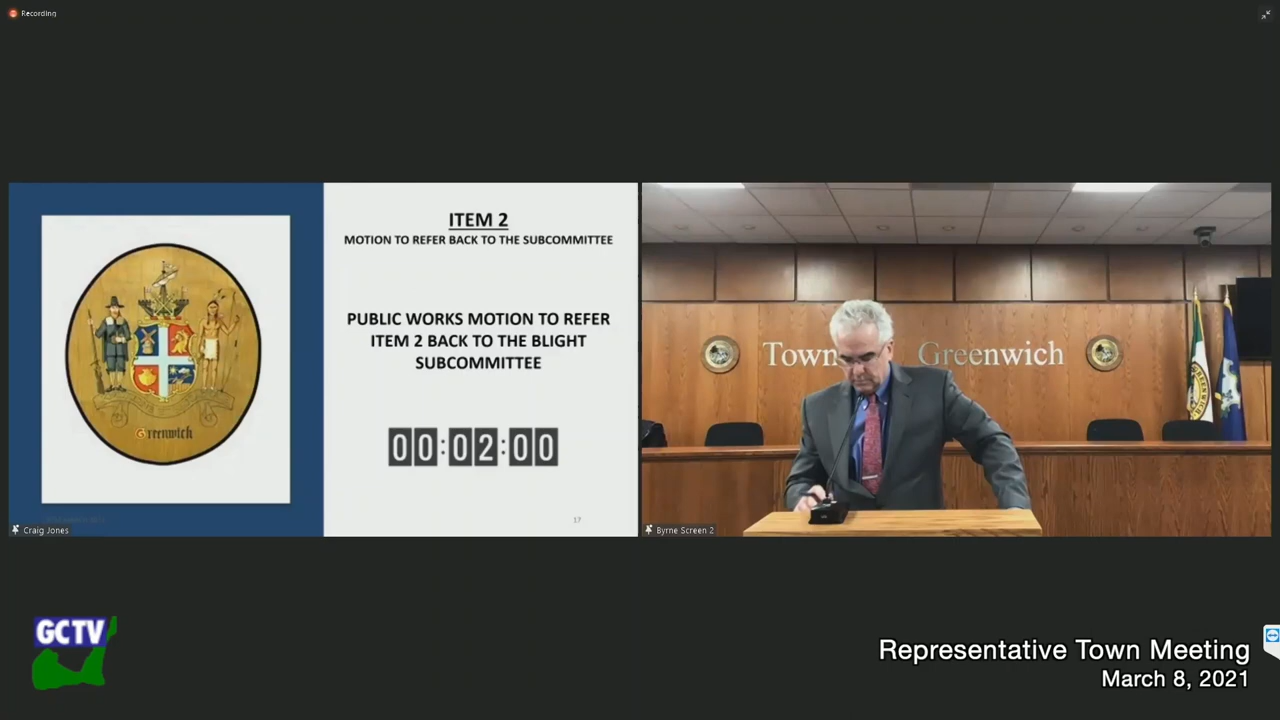 Recording
ITEM 2
MOTION TO REFER BACK TO THE SUBCOMMITTEE
PUBLIC WORKS MOTION TO REFER
ITEM 2 BACK TO THE BLIGHT
SUBCOMMITTEE
00:02:00
17
Greenwich
Craig Jones
Town
Greenwich
Byrne Screen 2
GCTV
Representative Town Meeting
March 8, 2021